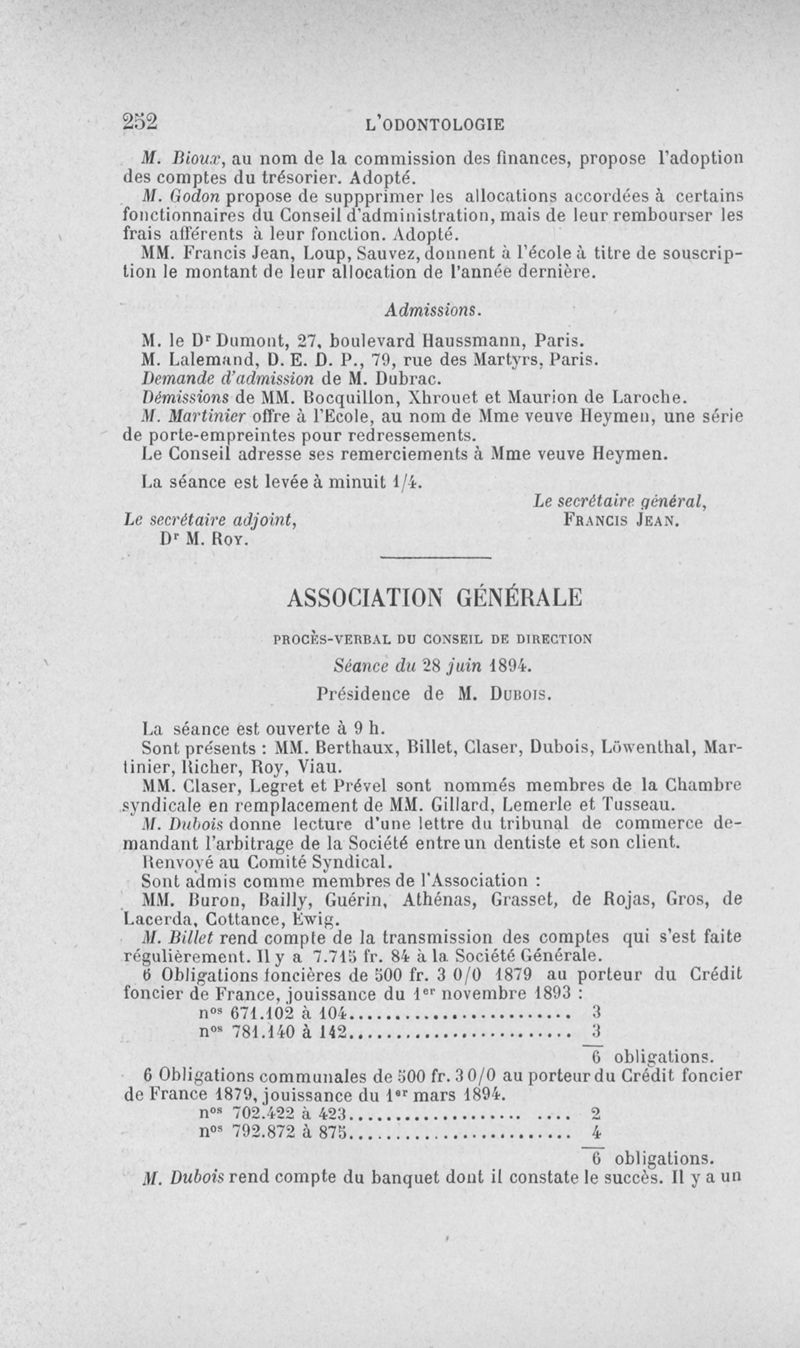 252 L'ODONTOLOGIE
M. Bioux, au nom de la commission des finances, propose l'adoption
des comptes du trésorier. Adopté.
M. Godon propose de suppprimer les allocations accordées à certains
fonctionnaires du Conseil d'administration, mais de leur rembourser les
frais afférents à leur fonction. Adopté.
MM. Francis Jean, Loup, Sauvez, donnent à l'école à titre de souscrip-
tion le montant de leur allocation de l'année dernière.
Admissions.
M. le Dr Dumont, 27, boulevard Haussmann, Paris.
M. Lalemand, D. E. D. P., 79, rue des Martyrs, Paris.
Demande d'admission de M. Dubrac.
Démissions de MM. Bocquillon, Xhrouet et Maurion de Laroche.
M. Martinier offre à l'Ecole, au nom de Mme veuve Heymen, une série
de porte-empreintes pour redressements.
Le Conseil adresse ses remerciements à Mme veuve Heymen.
La séance est levée à minuit 1/4.
Le secrétaire général,
Le secrétaire adjoint, FRANCIS JEAN.
Dr M. ROY.
ASSOCIATION GÉNÉRALE
PROCÈS-VERBAL DU CONSEIL DE DIRECTION
Séance du 28 juin 1894.
Présidence de M. DUBOIS.
La séance est ouverte à 9 h.
Sont présents : MM. Berthaux, Billet, Claser, Dubois, Löwenthal, Mar-
tinier, Richer, Roy, Viau.
MM. Claser, Legret et Prével sont nommés membres de la Chambre
syndicale en remplacement de MM. Gillard, Lemerle et Tusseau.
M. Dubois donne lecture d'une lettre du tribunal de commerce de-
mandant l'arbitrage de la Société entre un dentiste et son client.
Renvoyé au Comité Syndical.
Sont admis comme membres de l'Association :
MM. Buron, Bailly, Guérin, Athénas, Grasset, de Rojas, Gros, de
Lacerda, Cottance, Ewig.
M. Billet rend compte de la transmission des comptes qui s'est faite
régulièrement. Il y a 7.715 fr. 84 à la Société Générale.
6 Obligations foncières de 500 fr. 3 0/0 1879 au porteur du Crédit
foncier de France, jouissance du 1er novembre 1893 :
nos 671.102 à 104......................... 3
nos 781.140 à 142......................... 3
6 obligations.
6 Obligations communales de 500 fr. 3 0/0 au porteur du Crédit foncier
de France 1879, jouissance du 1er mars 1894.
nos 702.422 à 423................... .... 2
nos 792.872 à 875......................... 4
6 obligations.
M. Dubois rend compte du banquet dont il constate le succès. Il y a un